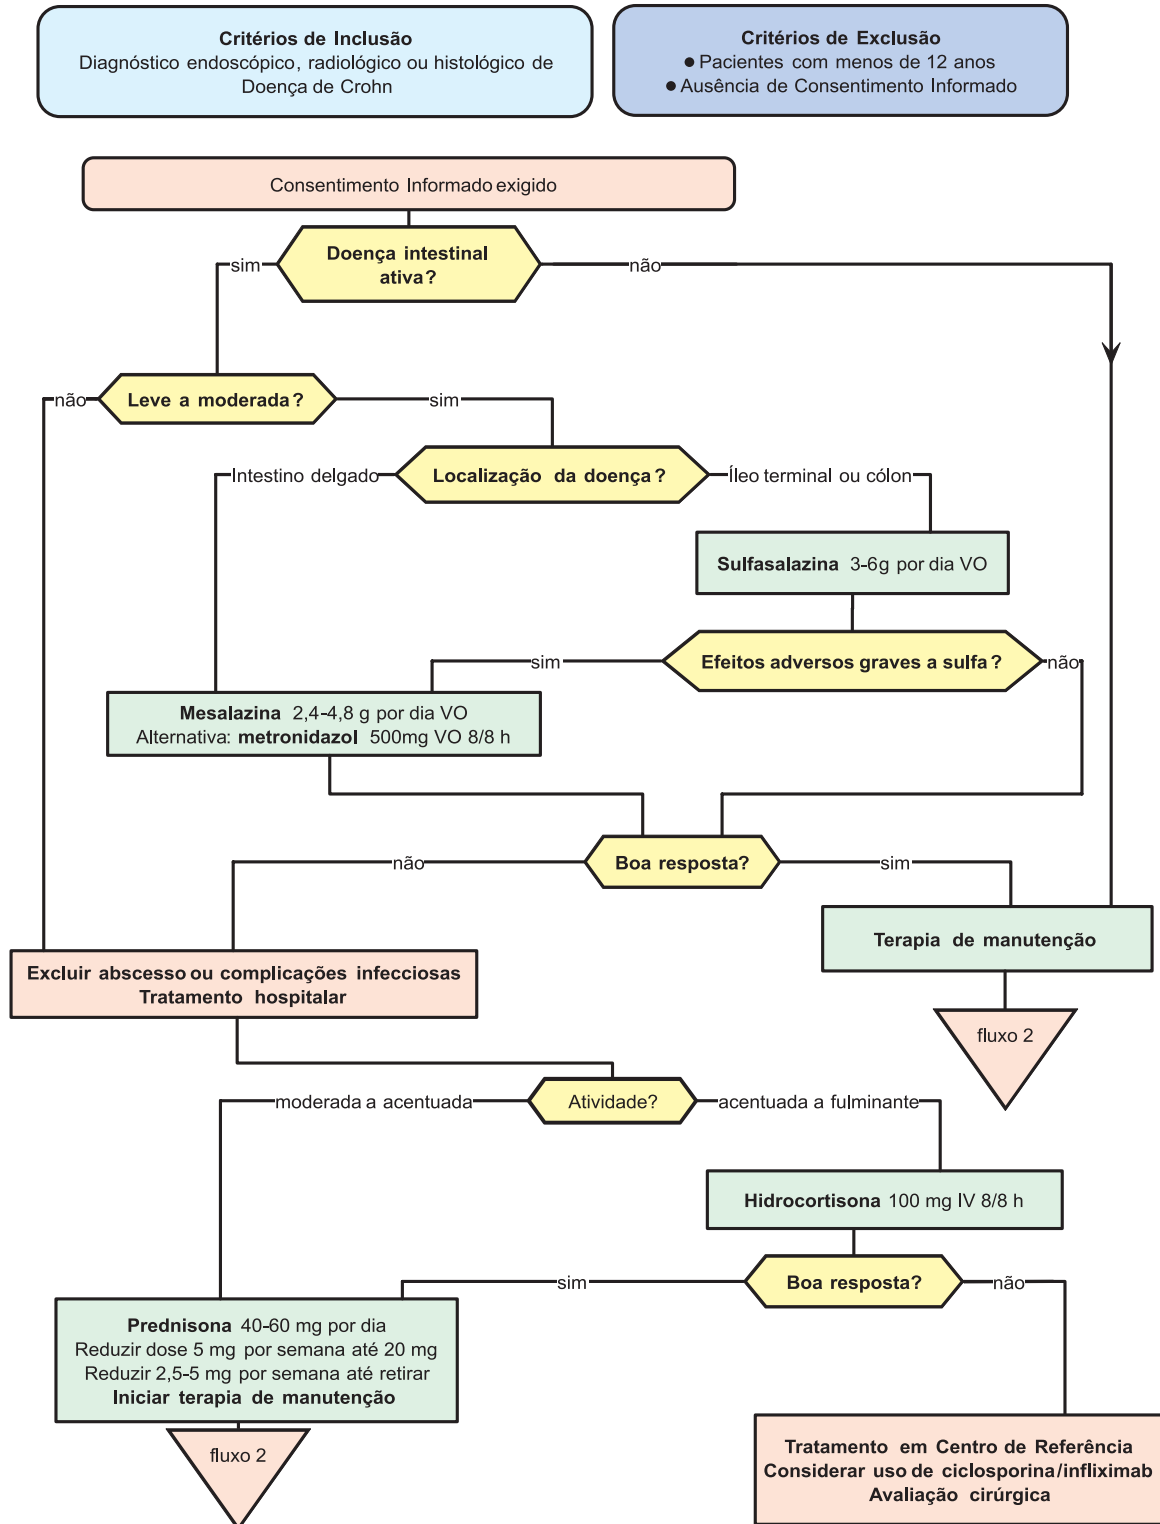 Critérios de Inclusão
Diagnóstico endoscópico, radiológico ou histológico de
Doença de Crohn
Critérios de Exclusão
● Pacientes com menos de 12 anos
● Ausência de Consentimento Informado
Consentimento Informado exigido
Doença intestinal
ativa?
sim
não
Leve a moderada?
não
sim
Localização da doença?
Intestino delgado
Íleo terminal ou cólon
Sulfasalazina 3-6g por dia VO
Efeitos adversos graves a sulfa?
sim
não
Mesalazina 2,4-4,8 g por dia VO
Alternativa: metronidazol 500mg VO 8/8 h
Boa resposta?
não
sim
Terapia de manutenção
fluxo 2
Excluir abscesso ou complicações infecciosas
Tratamento hospitalar
Atividade?
moderada a acentuada
acentuada a fulminante
Hidrocortisona 100 mg IV 8/8 h
Boa resposta?
sim
não
Prednisona 40-60 mg por dia
Reduzir dose 5 mg por semana até 20 mg
Reduzir 2,5-5 mg por semana até retirar
Iniciar terapia de manutenção
fluxo 2
Tratamento em Centro de Referência
Considerar uso de ciclosporina/infliximab
Avaliação cirúrgica